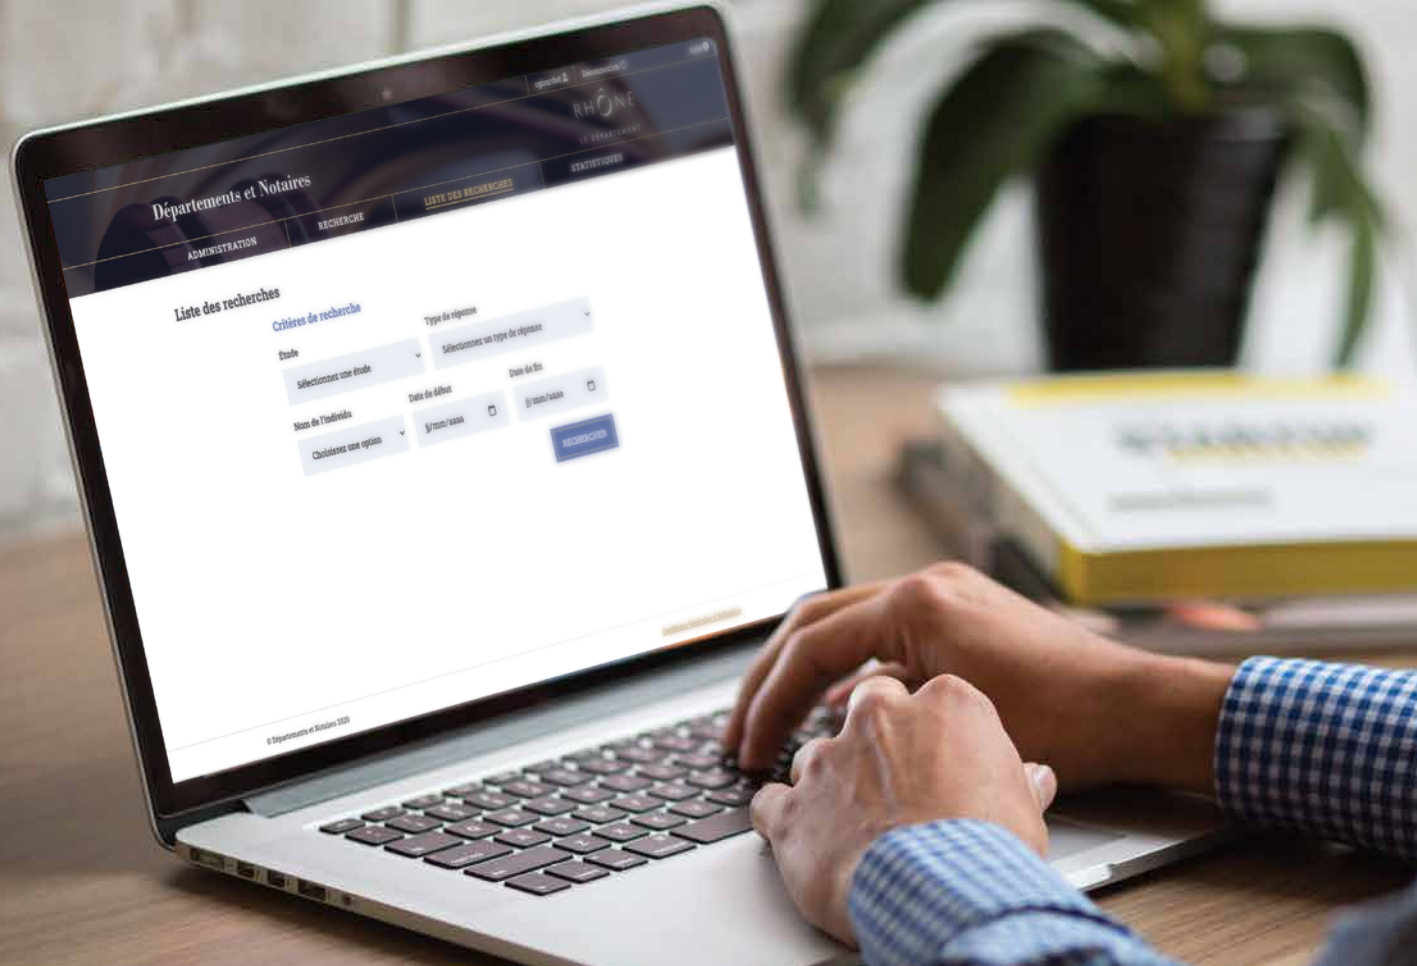 Déconnexion
RHÔNE
LE DÉPARTEMENT
Départements et Notaires
ADMINISTRATION
RECHERCHE
LISTE DES RECHERCHES
STATISTIQUES
Liste des recherches
Critères de recherche
Étude
Type de réponse
Sélectionnez une étude
Sélectionnez un type de réponse
Nom de l'individu
Date de début
Date de fin
Choisissez une option
jj/mm/aaaa
jj/mm/aaaa
RECHERCHER
© Départements et Notaires 2020